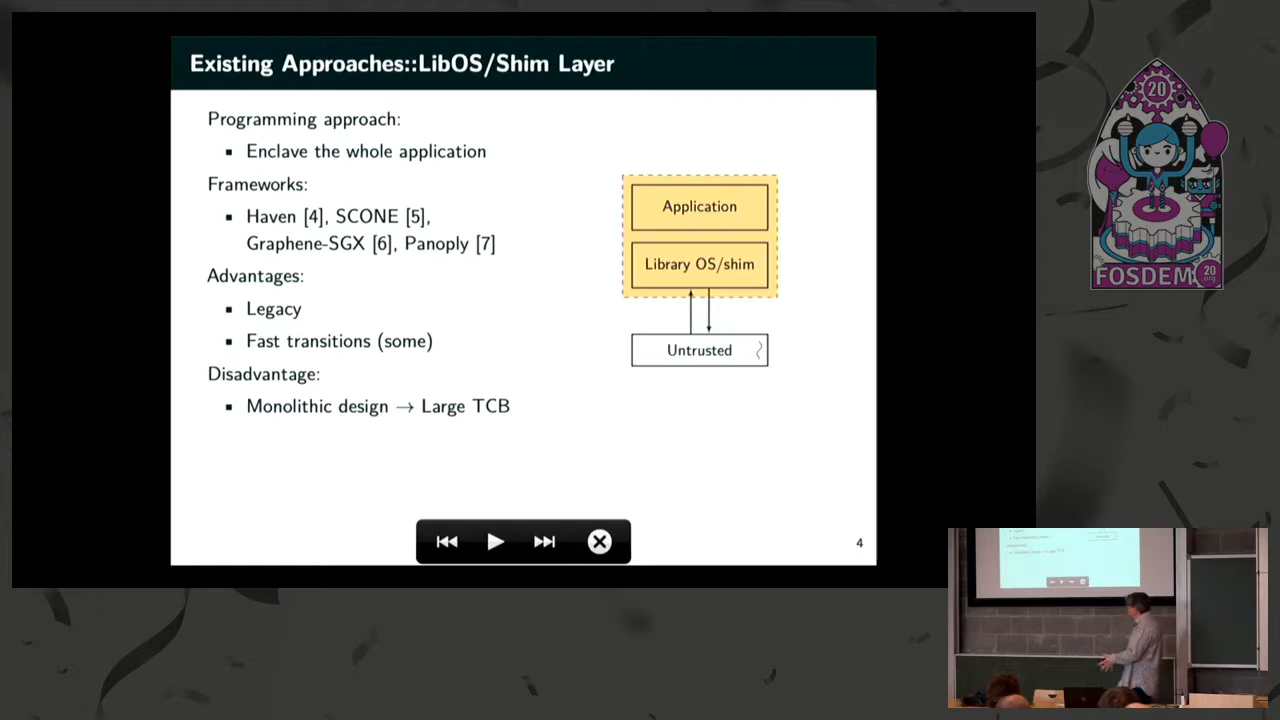 Existing Approaches::LibOS/Shim Layer
Programming approach:
▪ Enclave the whole application
Frameworks:
▪ Haven [4], SCONE [5],
Graphene-SGX [6], Panoply [7]
Advantages:
▪ Legacy
▪ Fast transitions (some)
Disadvantage:
▪ Monolithic design → Large TCB
Application
Library OS/shim
Untrusted
4
20
FOSDEM
20
.org